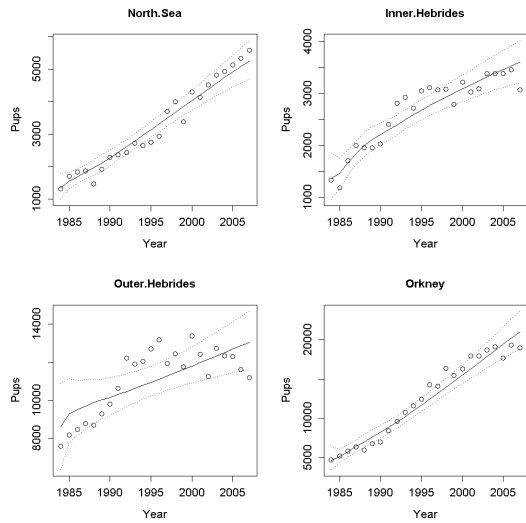 North.Sea
Pups
1000 3000 5000
1985 1990 1995 2000 2005
Year
Inner.Hebrides
Pups
1000 2000 3000 4000
1985 1990 1995 2000 2005
Year
Outer.Hebrides
Pups
8000 10000 14000
1985 1990 1995 2000 2005
Year
Orkney
Pups
5000 10000 20000
1985 1990 1995 2000 2005
Year